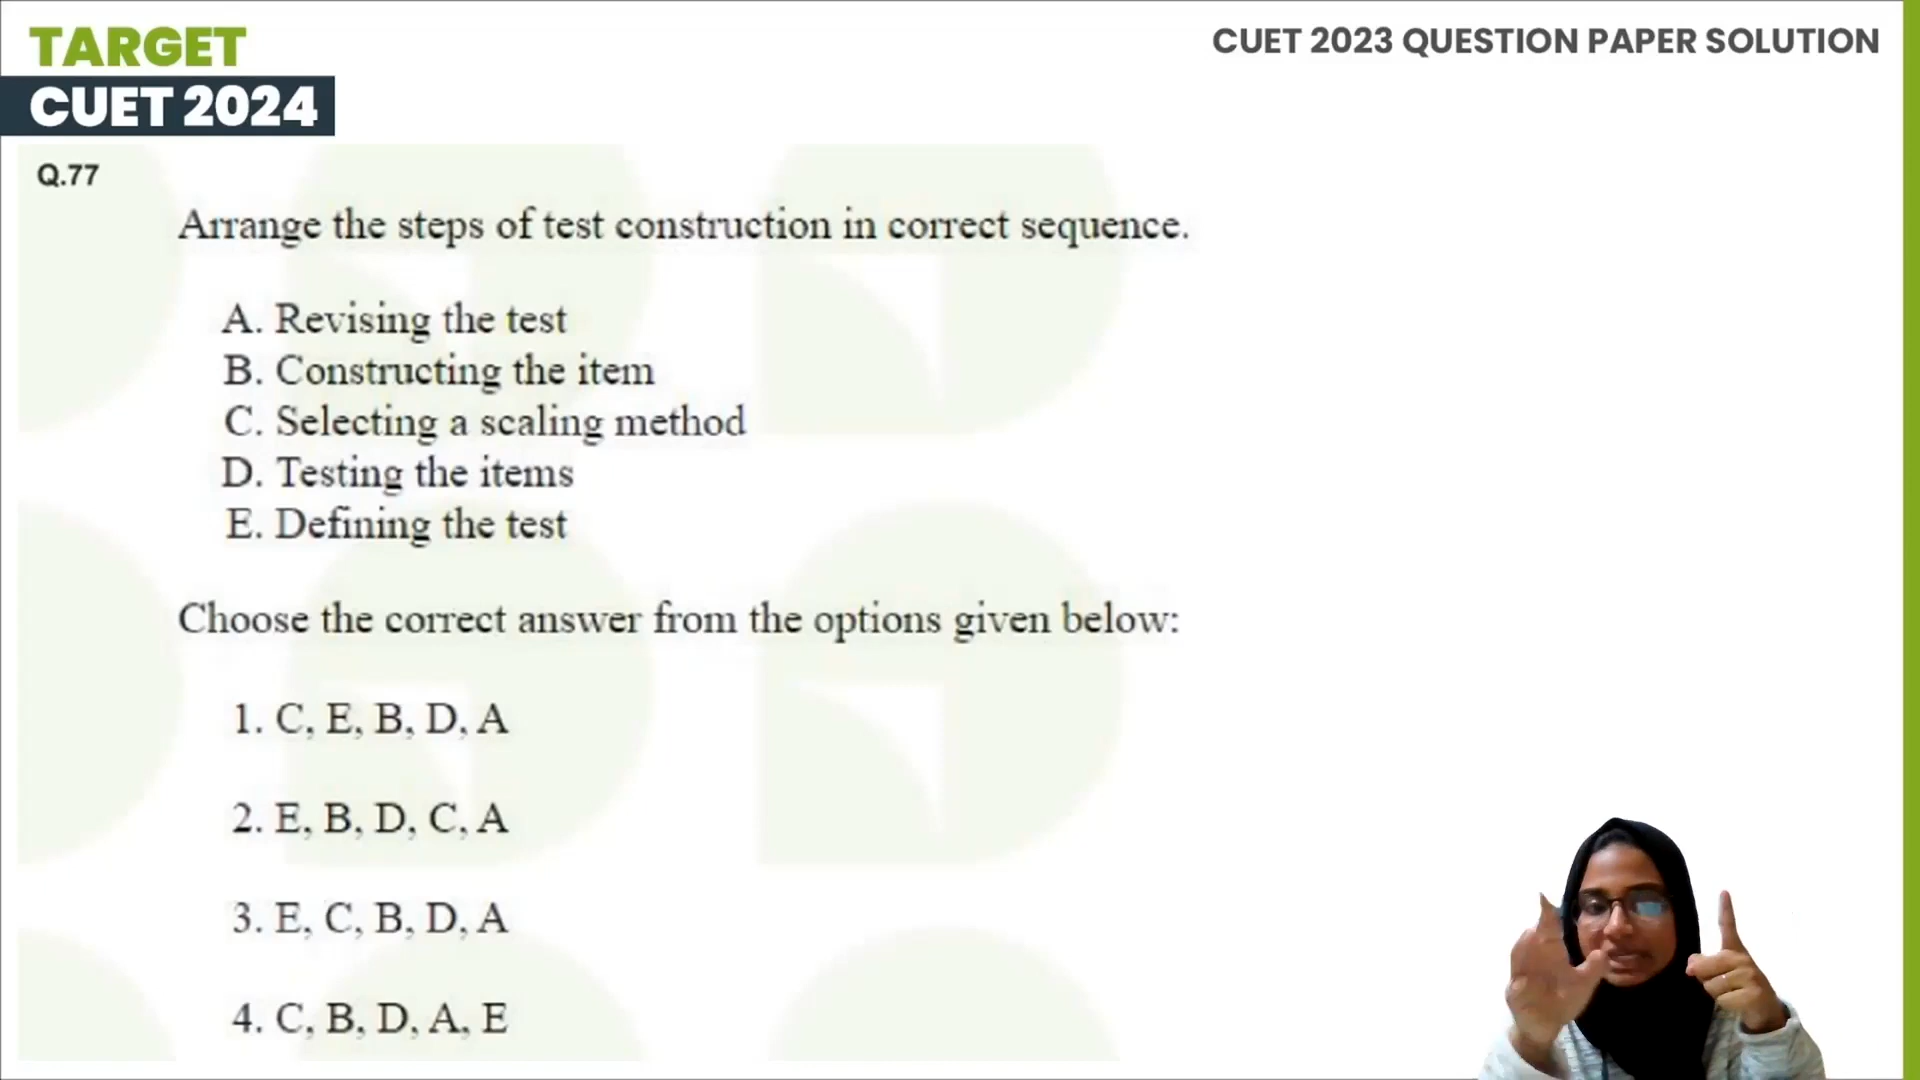 TARGET
CUET 2024
CUET 2023 QUESTION PAPER SOLUTION
Q.77
Arrange the steps of test construction in correct sequence.
A. Revising the test
B. Constructing the item
C. Selecting a scaling method
D. Testing the items
E. Defining the test
Choose the correct answer from the options given below:
1. C, E, B, D, A
2. E, B, D, C, A
3. E, C, B, D, A
4. C, B, D, A, E